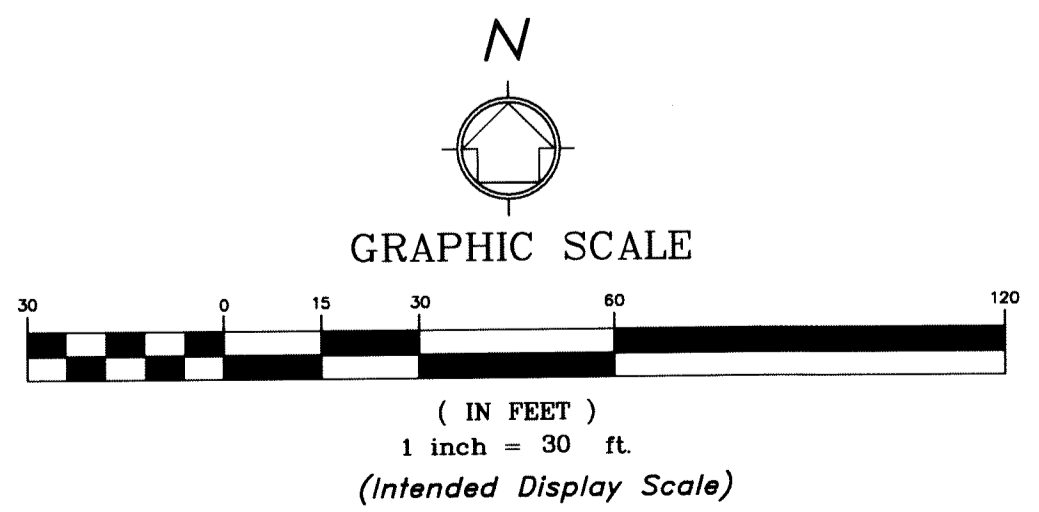 N
GRAPHIC SCALE
30 0 15 30 60 120
( IN FEET )
1 inch = 30 ft.
(Intended Display Scale)